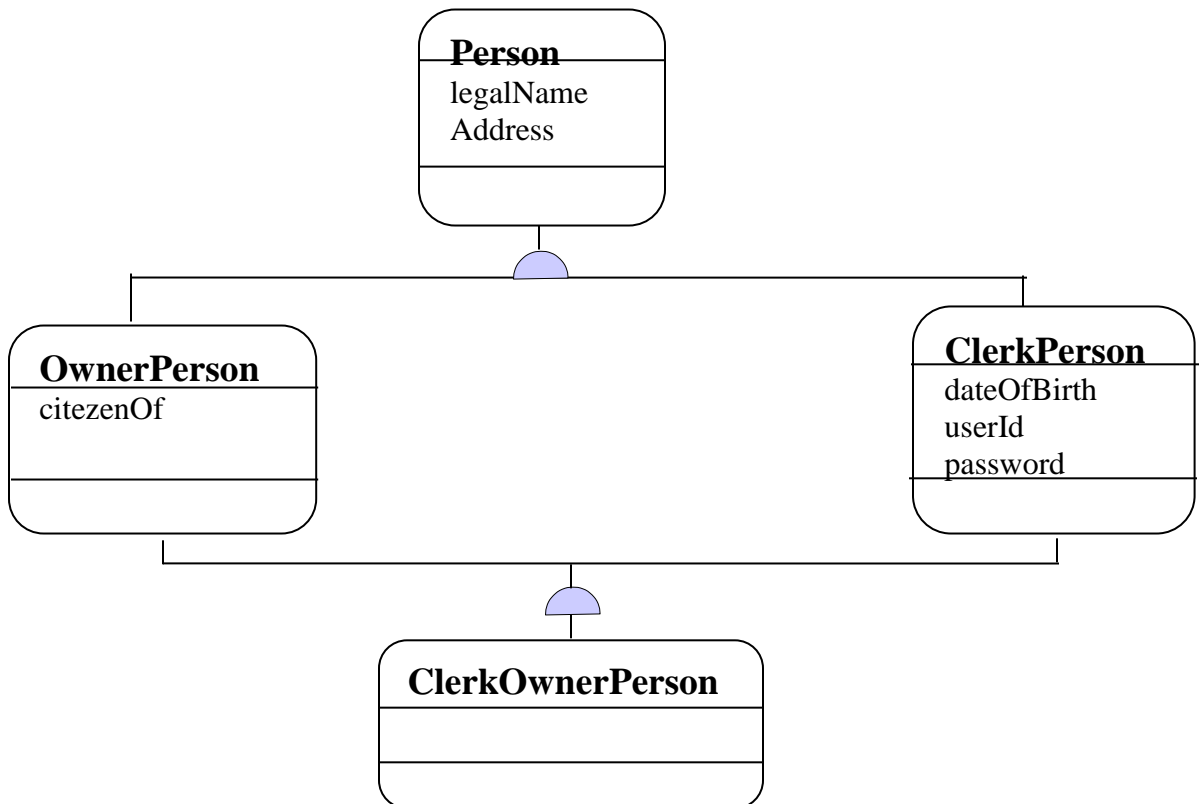 Person
legalName
Address
OwnerPerson
citezenOf
ClerkPerson
dateOfBirth
userId
password
ClerkOwnerPerson